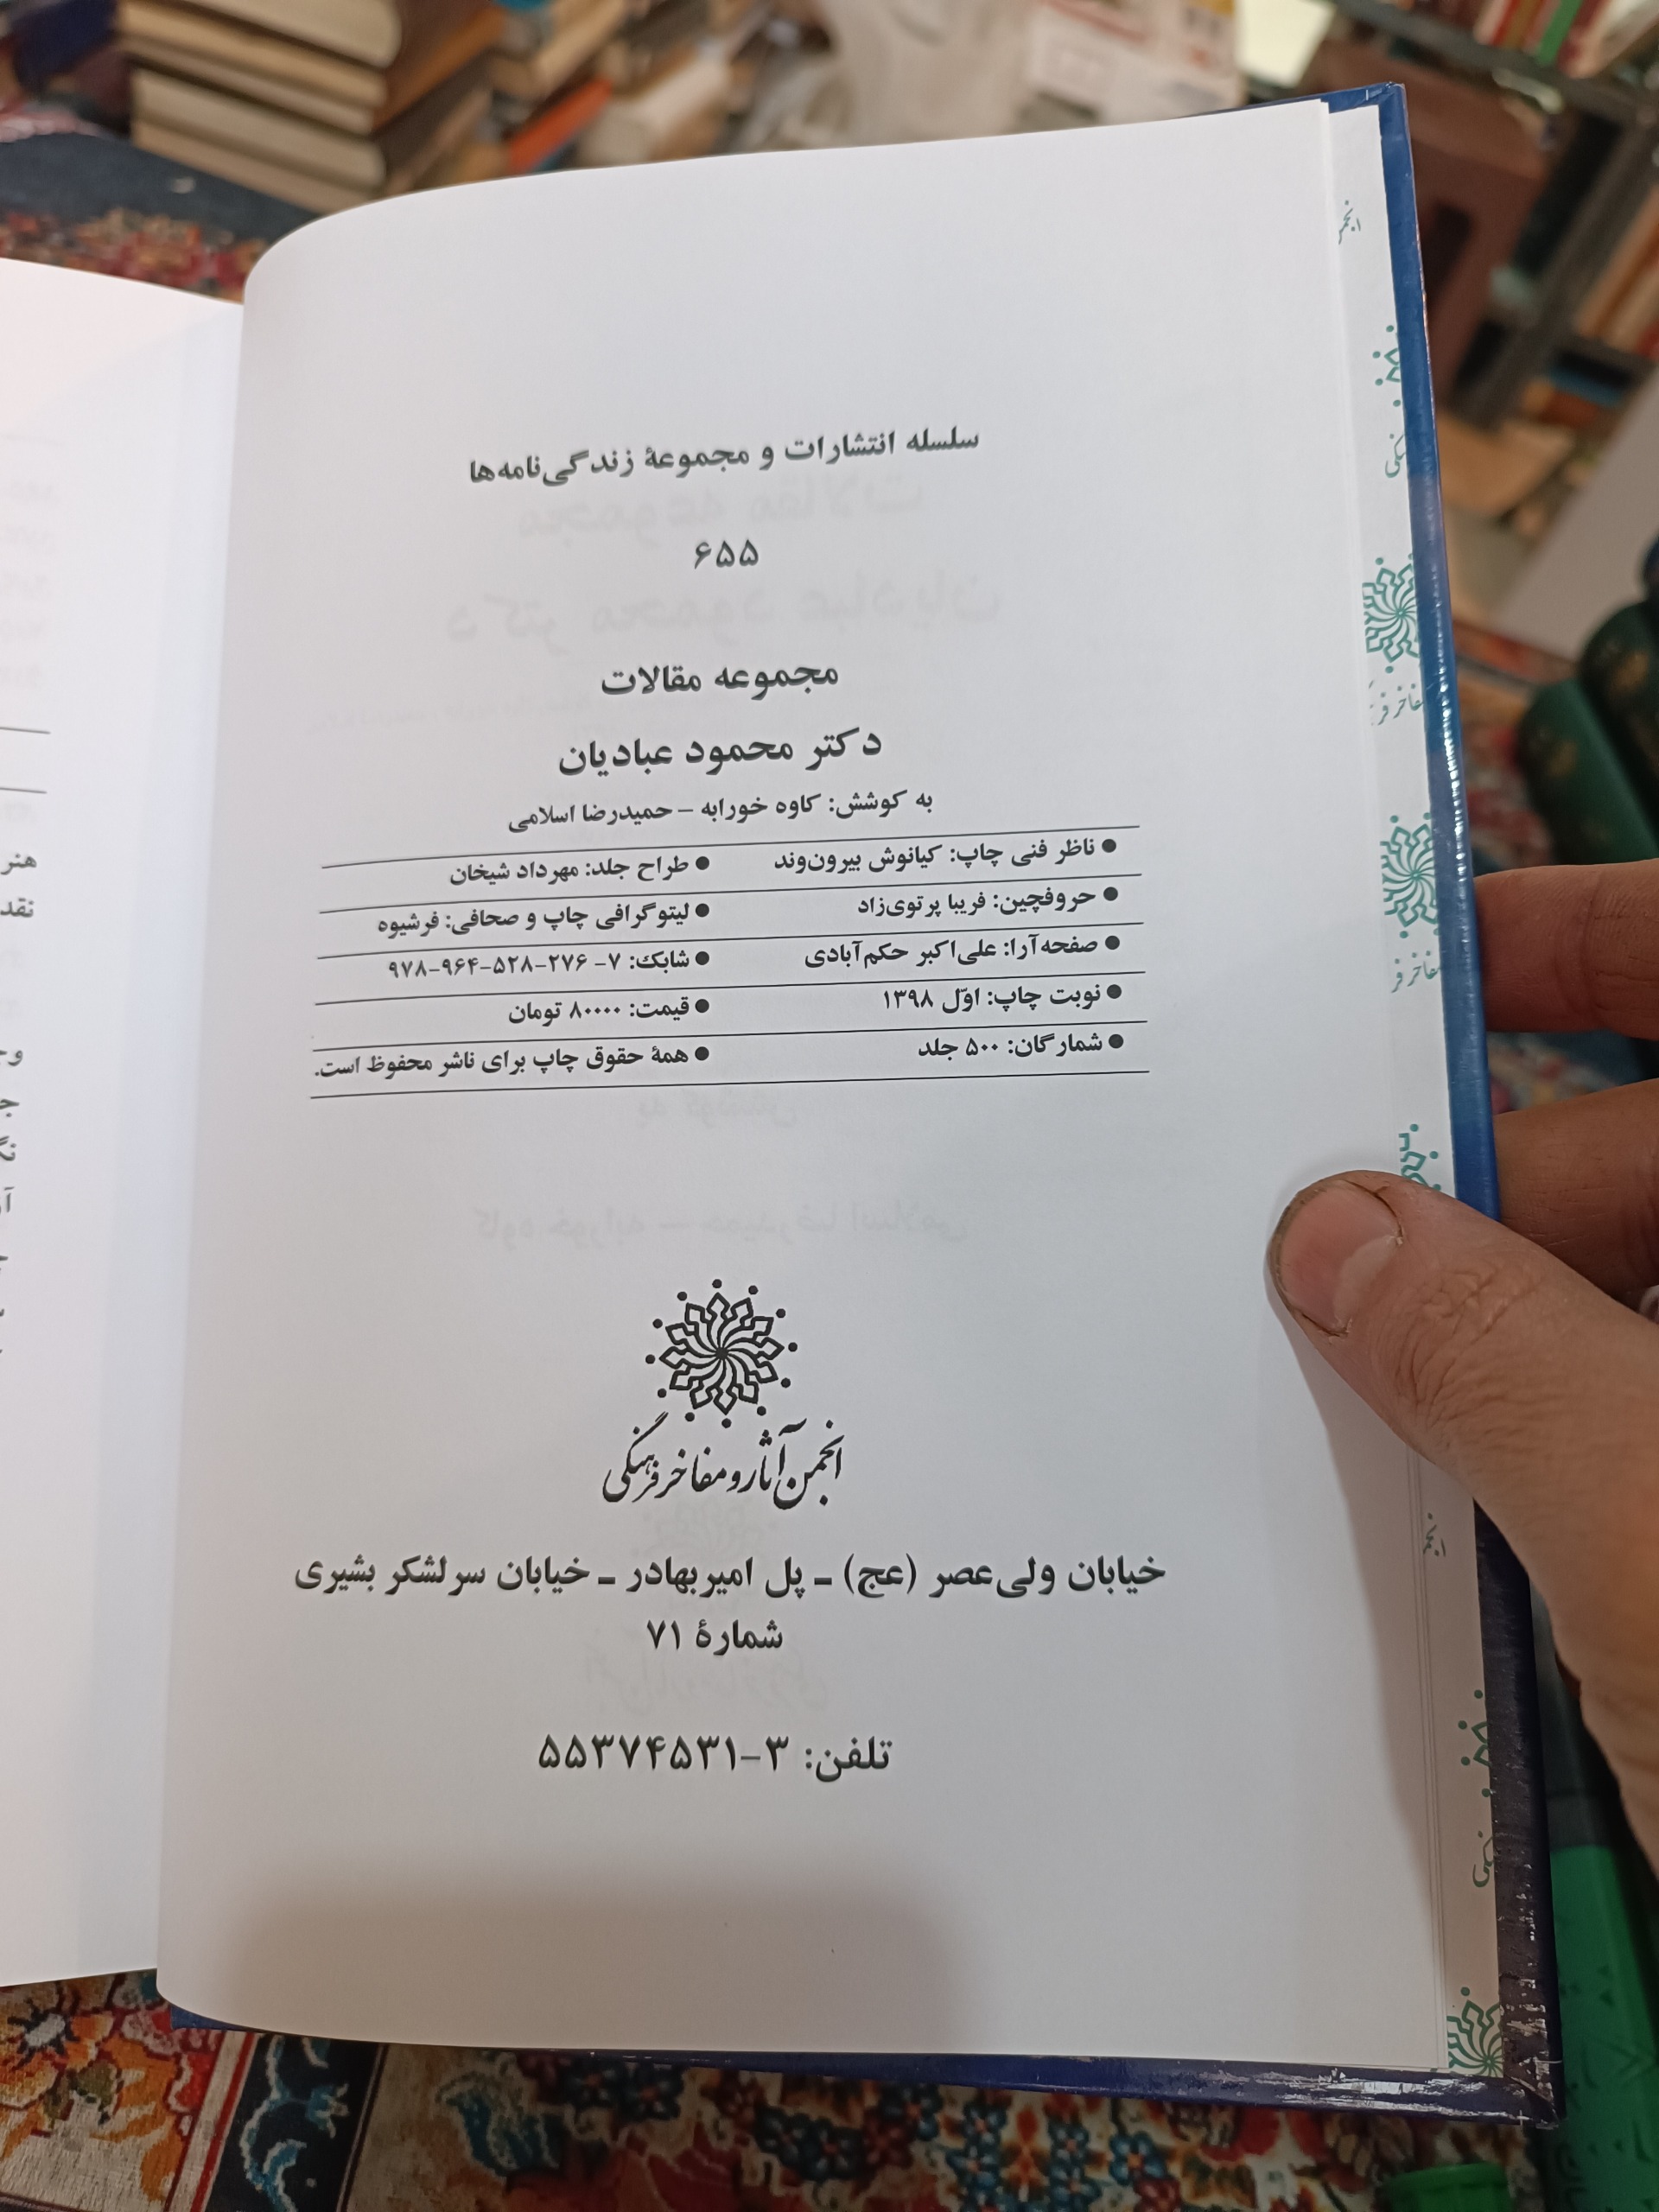 سلسله انتشارات و مجموعهٔ زندگی‌نامه‌ها
۶۵۵
مجموعه مقالات
دکتر محمود عبادیان
به کوشش: کاوه خورابه – حمیدرضا اسلامی
● ناظر فنی چاپ: کیانوش بیرون‌وند ● طراح جلد: مهرداد شیخان
● حروفچین: فریبا پرتوی‌زاد ● لیتوگرافی چاپ و صحافی: فرشیوه
● صفحه‌آرا: علی‌اکبر حکم‌آبادی ● شابک: ۷- ۲۷۶-۵۲۸-۹۶۴-۹۷۸
● نوبت چاپ: اوّل ۱۳۹۸ ● قیمت: ۸۰۰۰۰ تومان
● شمارگان: ۵۰۰ جلد ● همهٔ حقوق چاپ برای ناشر محفوظ است.
انجمن آثار و مفاخر فرهنگی
خیابان ولی‌عصر (عج) ـ پل امیربهادر ـ خیابان سرلشکر بشیری
شمارهٔ ۷۱
تلفن: ۳-۵۵۳۷۴۵۳۱
هنر
نقد